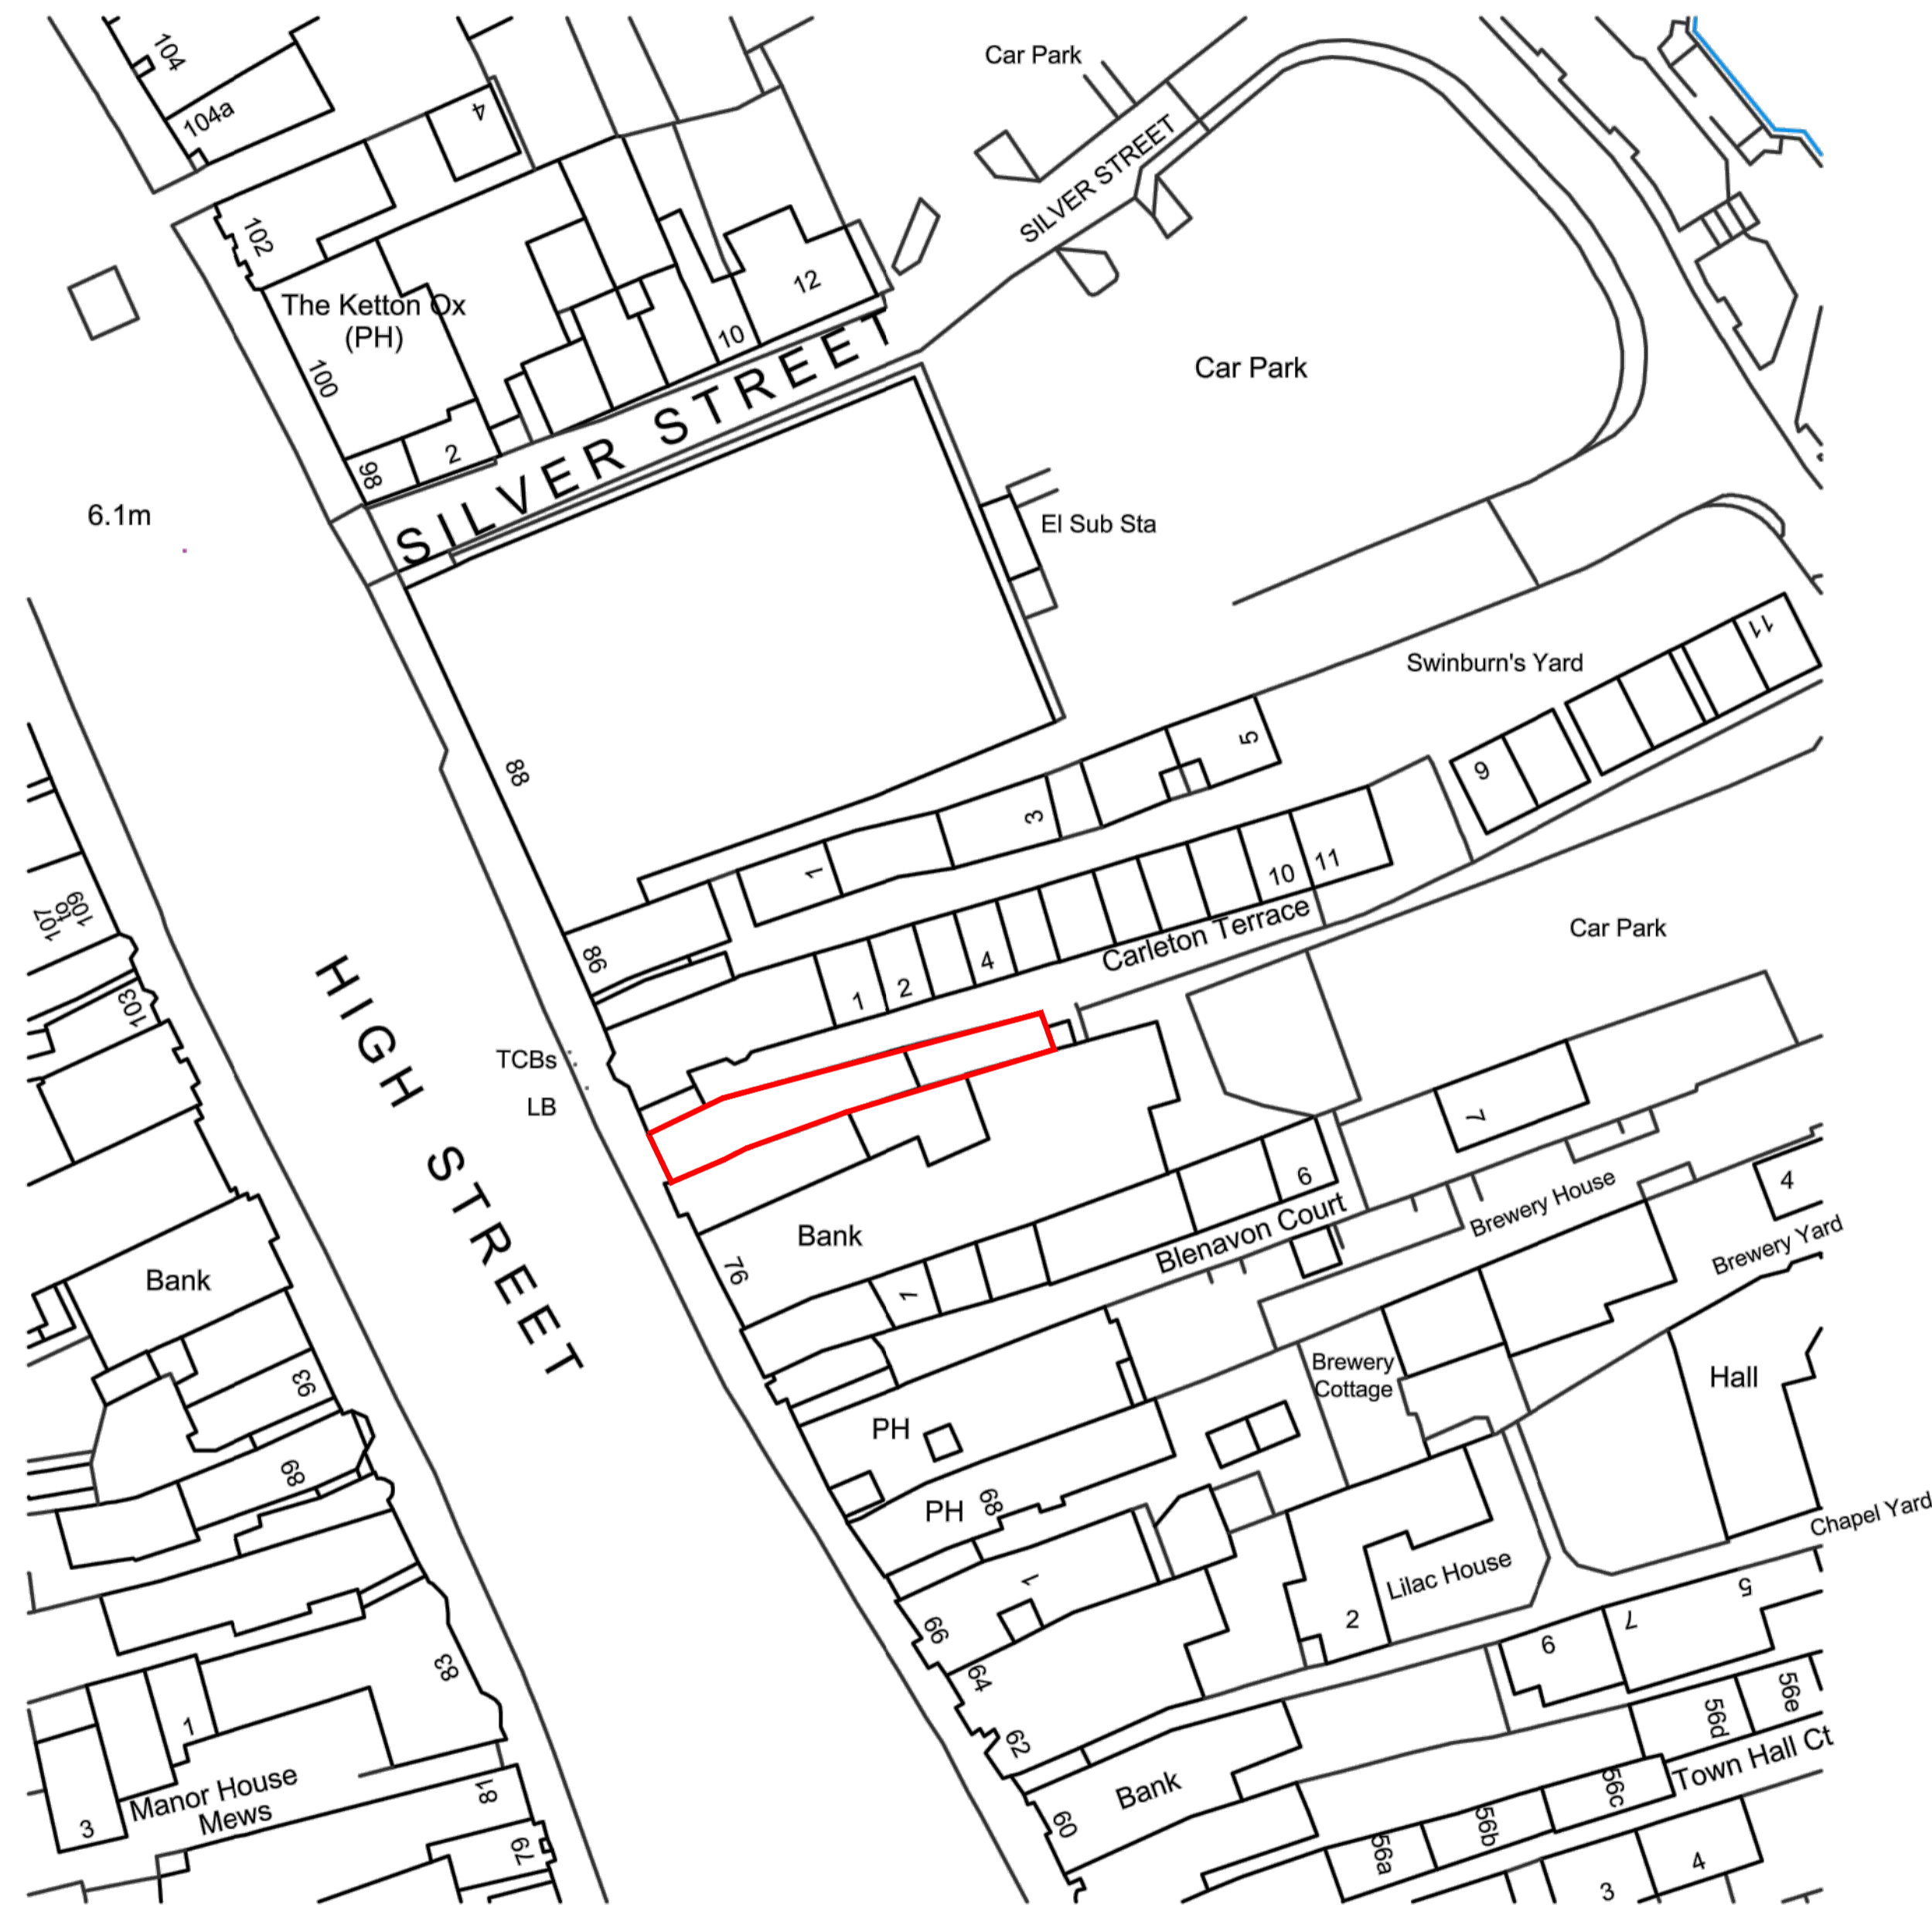 104
104a
4
Car Park
SILVER STREET
102
The Ketton Ox
(PH)
100
12
10
SILVER STREET
98
2
Car Park
6.1m
El Sub Sta
Swinburn's Yard
11
88
5
9
3
1
10
11
109
to
107
86
Carleton Terrace
Car Park
1
2
4
103
HIGH STREET
TCBs
LB
7
6
Brewery House
4
Blenavon Court
Brewery Yard
Bank
76
Bank
1
93
Brewery
Cottage
Hall
PH
89
PH
68
Chapel Yard
1
Lilac House
5
2
66
7
6
83
64
56e
56d
62
1
Town Hall Ct
Manor House
Mews
3
81
Bank
56c
60
56b
79
56a
4
3